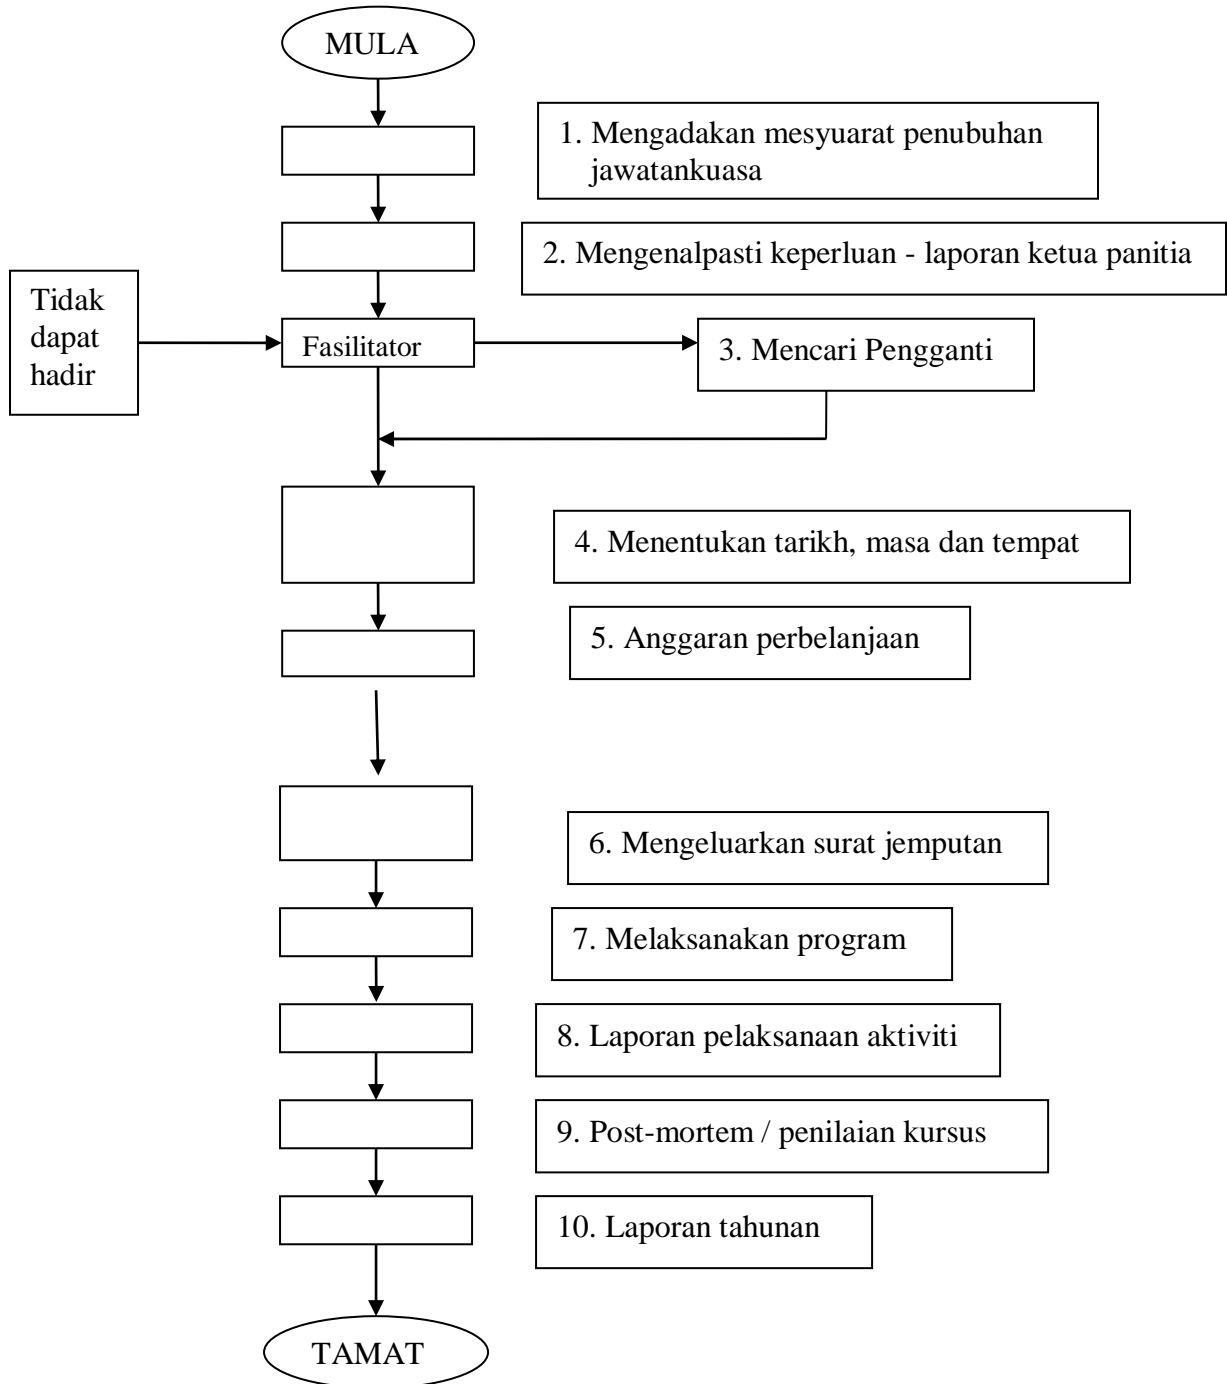 MULA
1. Mengadakan mesyuarat penubuhan
jawatankuasa
2. Mengenalpasti keperluan - laporan ketua panitia
Tidak
dapat
hadir
Fasilitator
3. Mencari Pengganti
4. Menentukan tarikh, masa dan tempat
5. Anggaran perbelanjaan
6. Mengeluarkan surat jemputan
7. Melaksanakan program
8. Laporan pelaksanaan aktiviti
9. Post-mortem / penilaian kursus
10. Laporan tahunan
TAMAT